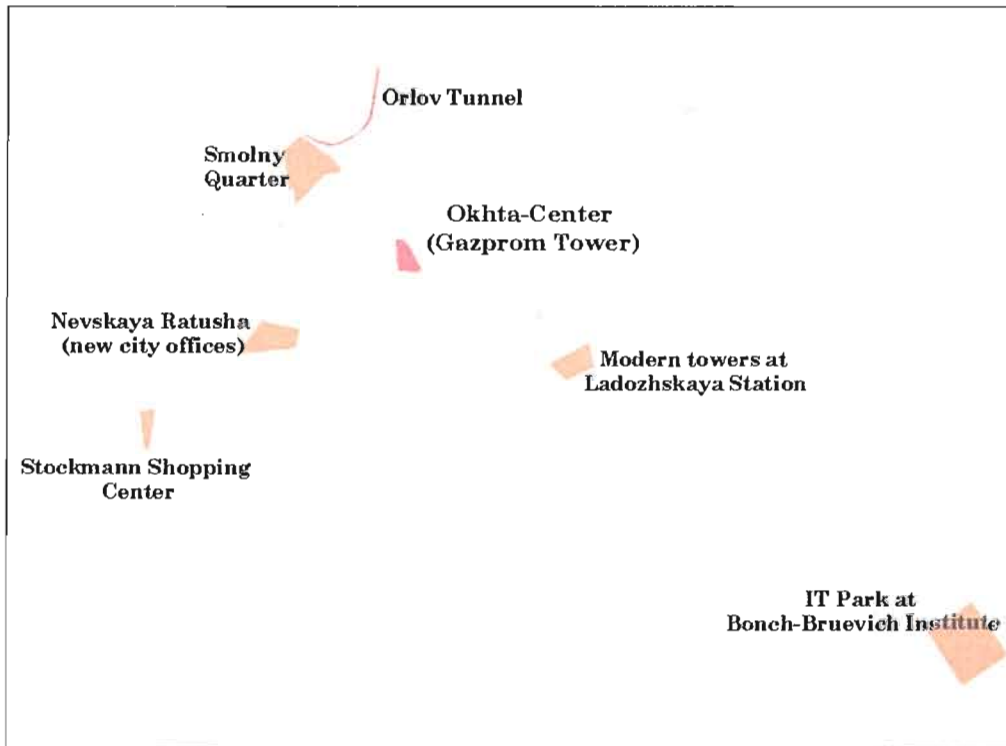 Orlov Tunnel
Smolny
Quarter
Okhta-Center
(Gazprom Tower)
Nevskaya Ratusha
(new city offices)
Modern towers at
Ladozhskaya Station
Stockmann Shopping
Center
IT Park at
Bonch-Bruevich Institute